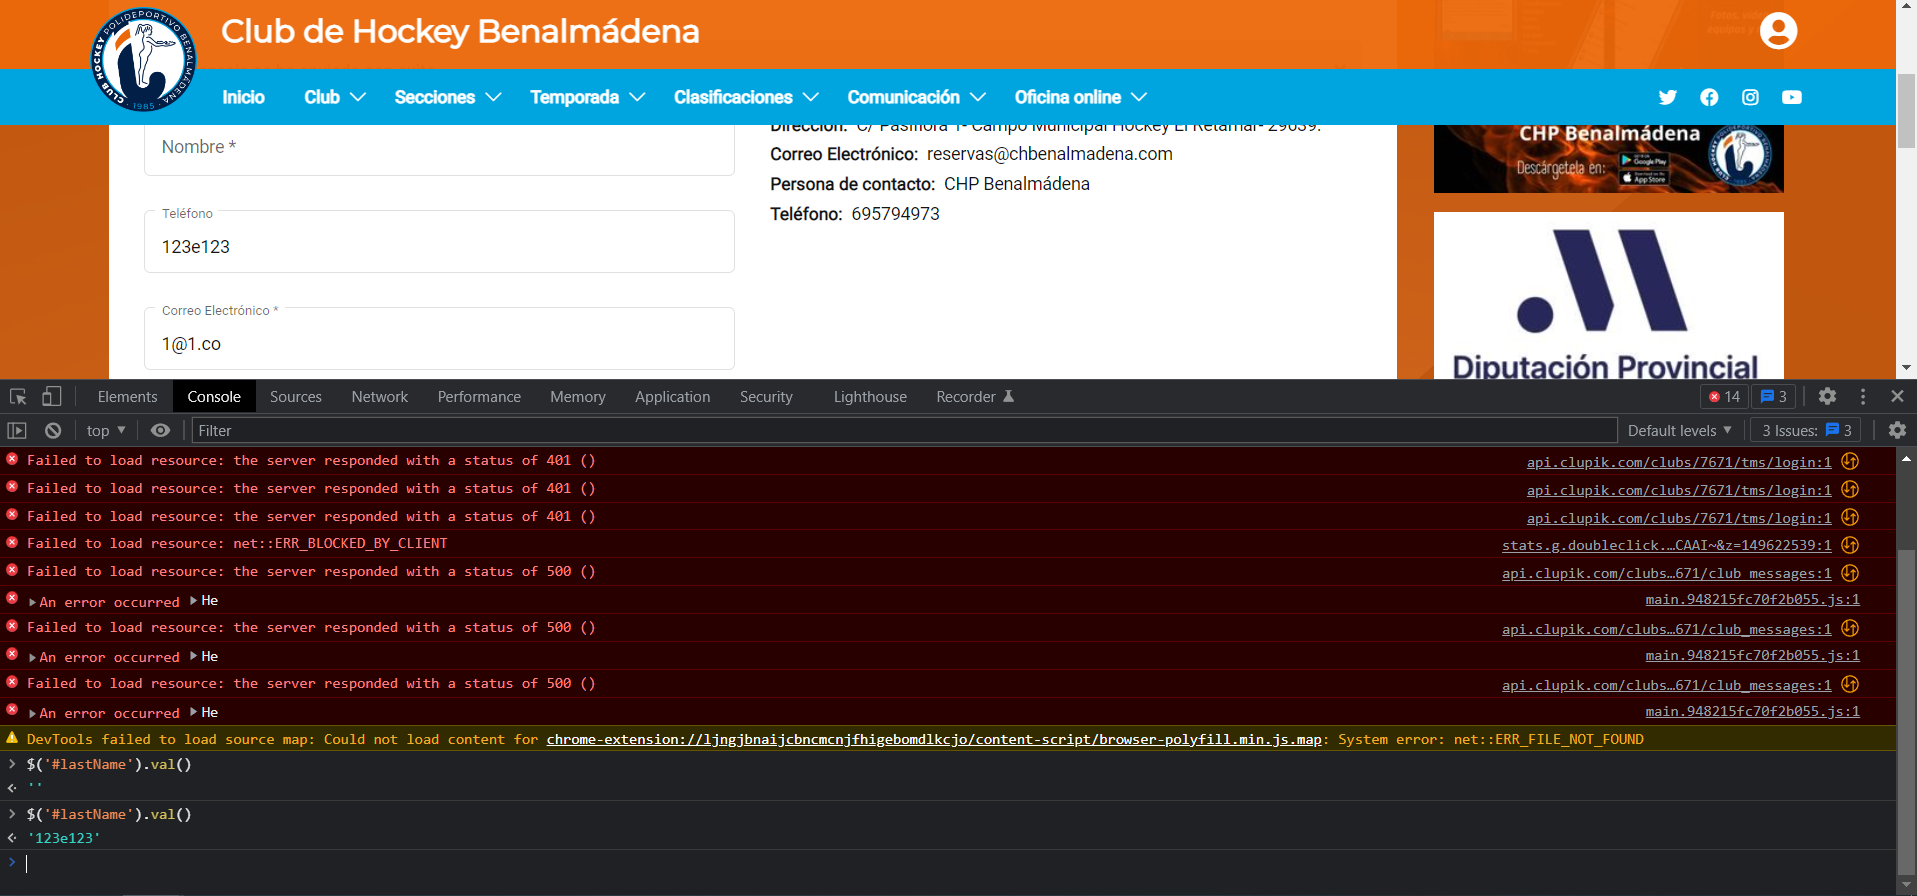 Club de Hockey Benalmádena
CLUB HOCKEY POLIDEPORTIVO BENALMÁDENA
· 1985 ·
Inicio Club Secciones Temporada Clasificaciones Comunicación Oficina online
Nombre *
Teléfono
123e123
Correo Electrónico *
1@1.co
Dirección: C/ Pasiflora 1- Campo Municipal Hockey El Retamar- 29639.
Correo Electrónico: reservas@chbenalmadena.com
Persona de contacto: CHP Benalmádena
Teléfono: 695794973
CHP Benalmádena
Descárgetela en:
Google Play
App Store
Diputación Provincial
Elements Console Sources Network Performance Memory Application Security Lighthouse Recorder 14 3
top Filter Default levels 3 Issues: 3
Failed to load resource: the server responded with a status of 401 () api.clupik.com/clubs/7671/tms/login:1
Failed to load resource: the server responded with a status of 401 () api.clupik.com/clubs/7671/tms/login:1
Failed to load resource: the server responded with a status of 401 () api.clupik.com/clubs/7671/tms/login:1
Failed to load resource: net::ERR_BLOCKED_BY_CLIENT stats.g.doubleclick.…CAAI~&z=149622539:1
Failed to load resource: the server responded with a status of 500 () api.clupik.com/clubs…671/club_messages:1
An error occurred He main.948215fc70f2b055.js:1
Failed to load resource: the server responded with a status of 500 () api.clupik.com/clubs…671/club_messages:1
An error occurred He main.948215fc70f2b055.js:1
Failed to load resource: the server responded with a status of 500 () api.clupik.com/clubs…671/club_messages:1
An error occurred He main.948215fc70f2b055.js:1
DevTools failed to load source map: Could not load content for chrome-extension://ljngjbnaijcbncmcnjfhigebomdlkcjo/content-script/browser-polyfill.min.js.map: System error: net::ERR_FILE_NOT_FOUND
> $('#lastName').val()
''
> $('#lastName').val()
'123e123'
>